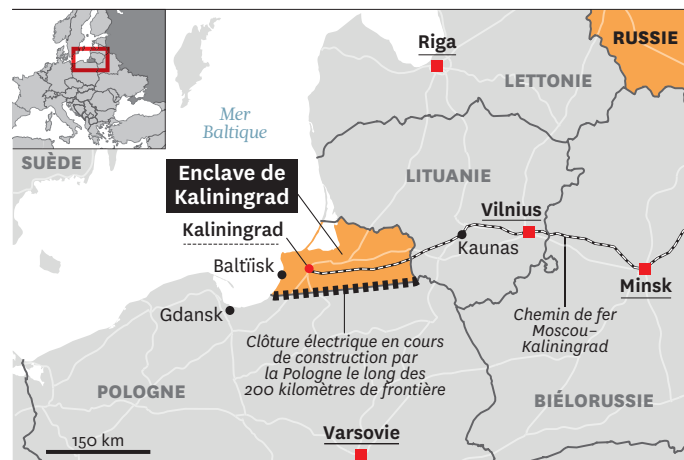 RUSSIE
Riga
LETTONIE
Mer
Baltique
SUÈDE
Enclave de
Kaliningrad
LITUANIE
Vilnius
Kaliningrad
Kaunas
Baltïisk
Minsk
Gdansk
Chemin de fer
Moscou–
Kaliningrad
Clôture électrique en cours
de construction par
la Pologne le long des
200 kilomètres de frontière
POLOGNE
BIÉLORUSSIE
150 km
Varsovie